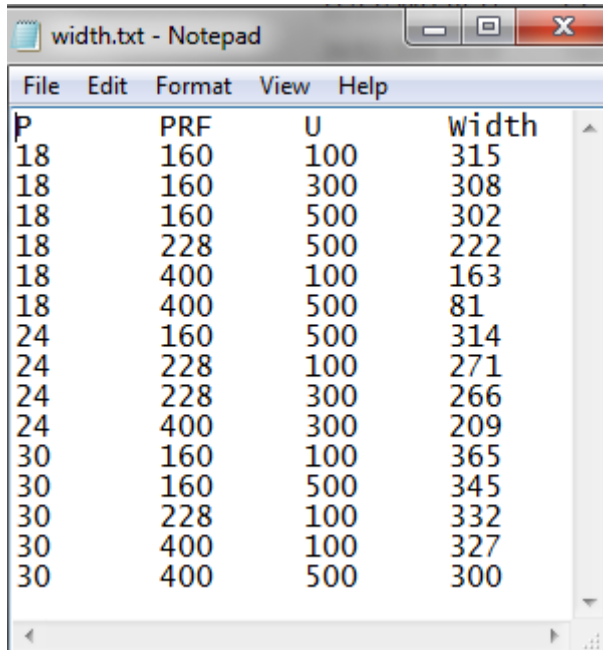 width.txt - Notepad
File Edit Format View Help
P PRF U Width
18 160 100 315
18 160 300 308
18 160 500 302
18 228 500 222
18 400 100 163
18 400 500 81
24 160 500 314
24 228 100 271
24 228 300 266
24 400 300 209
30 160 100 365
30 160 500 345
30 228 100 332
30 400 100 327
30 400 500 300